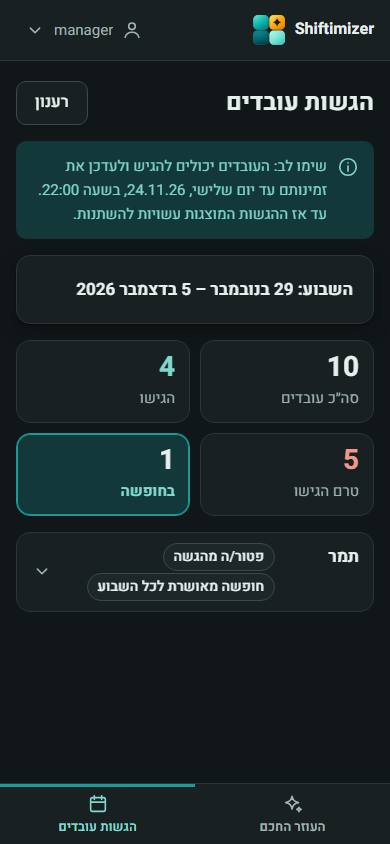 Shiftimizer
manager
הגשות עובדים
רענון
שימו לב: העובדים יכולים להגיש ולעדכן את
זמינותם עד יום שלישי, 24.11.26, בשעה 22:00.
עד אז ההגשות המוצגות עשויות להשתנות.
השבוע: 29 בנובמבר – 5 בדצמבר 2026
10
סה"כ עובדים
4
הגישו
5
טרם הגישו
1
בחופשה
תמר
פטור/ה מהגשה
חופשה מאושרת לכל השבוע
העוזר החכם
הגשות עובדים